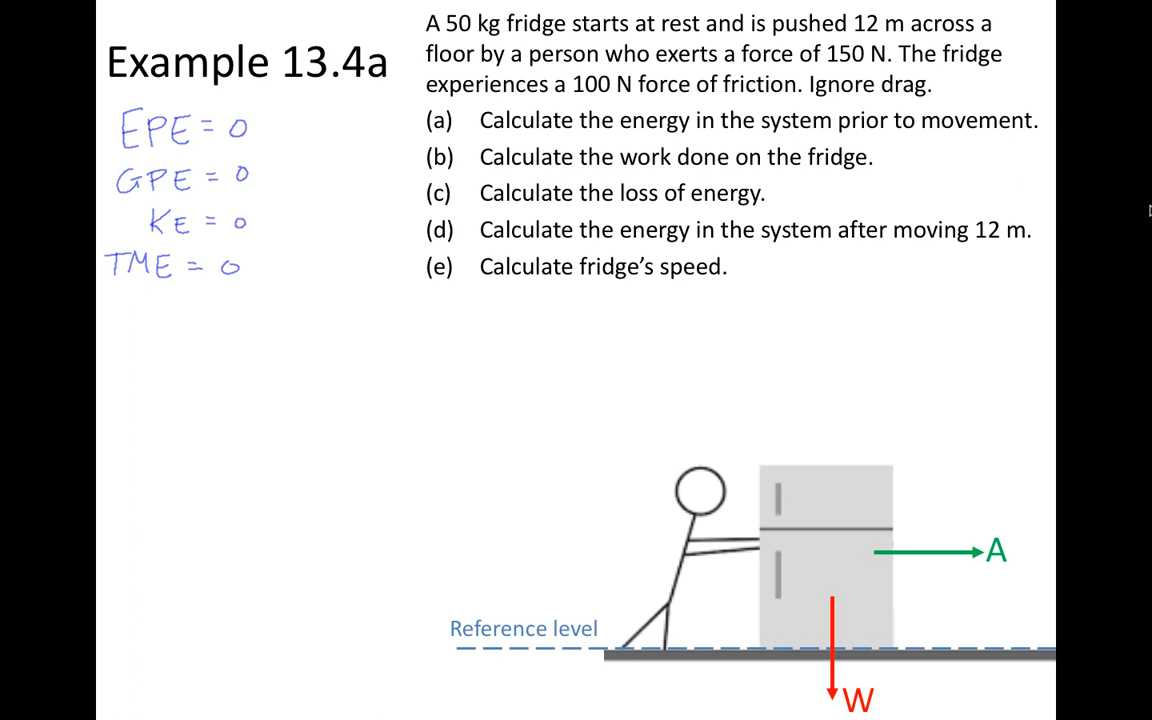 Example 13.4a
EPE = 0
GPE = 0
KE = 0
TME = 0
A 50 kg fridge starts at rest and is pushed 12 m across a
floor by a person who exerts a force of 150 N. The fridge
experiences a 100 N force of friction. Ignore drag.
(a) Calculate the energy in the system prior to movement.
(b) Calculate the work done on the fridge.
(c) Calculate the loss of energy.
(d) Calculate the energy in the system after moving 12 m.
(e) Calculate fridge's speed.
A
Reference level
W